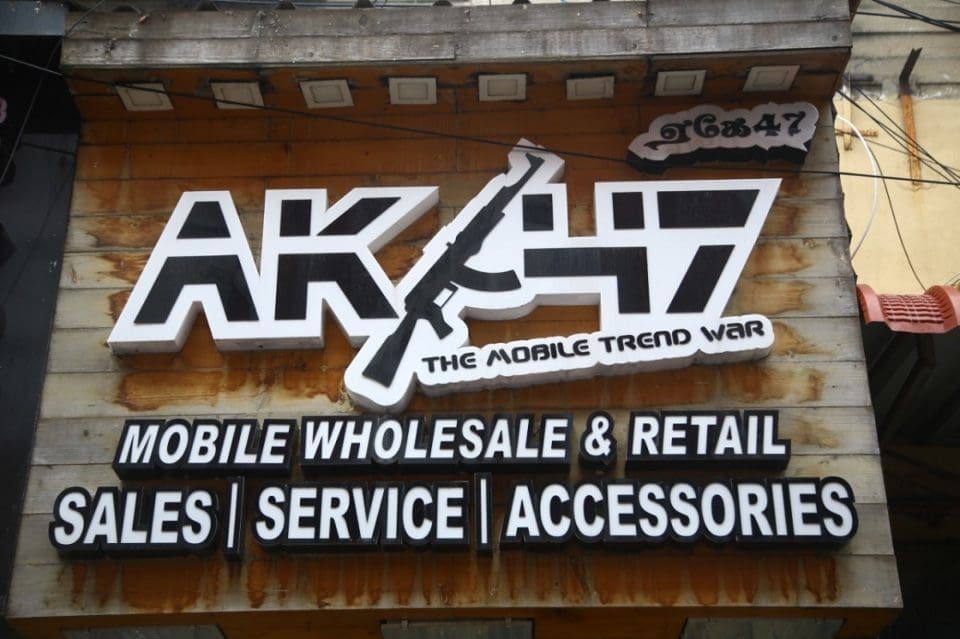 ஏகே47
AK47
THE MOBILE TREND WAR
MOBILE WHOLESALE & RETAIL
SALES | SERVICE | ACCESSORIES